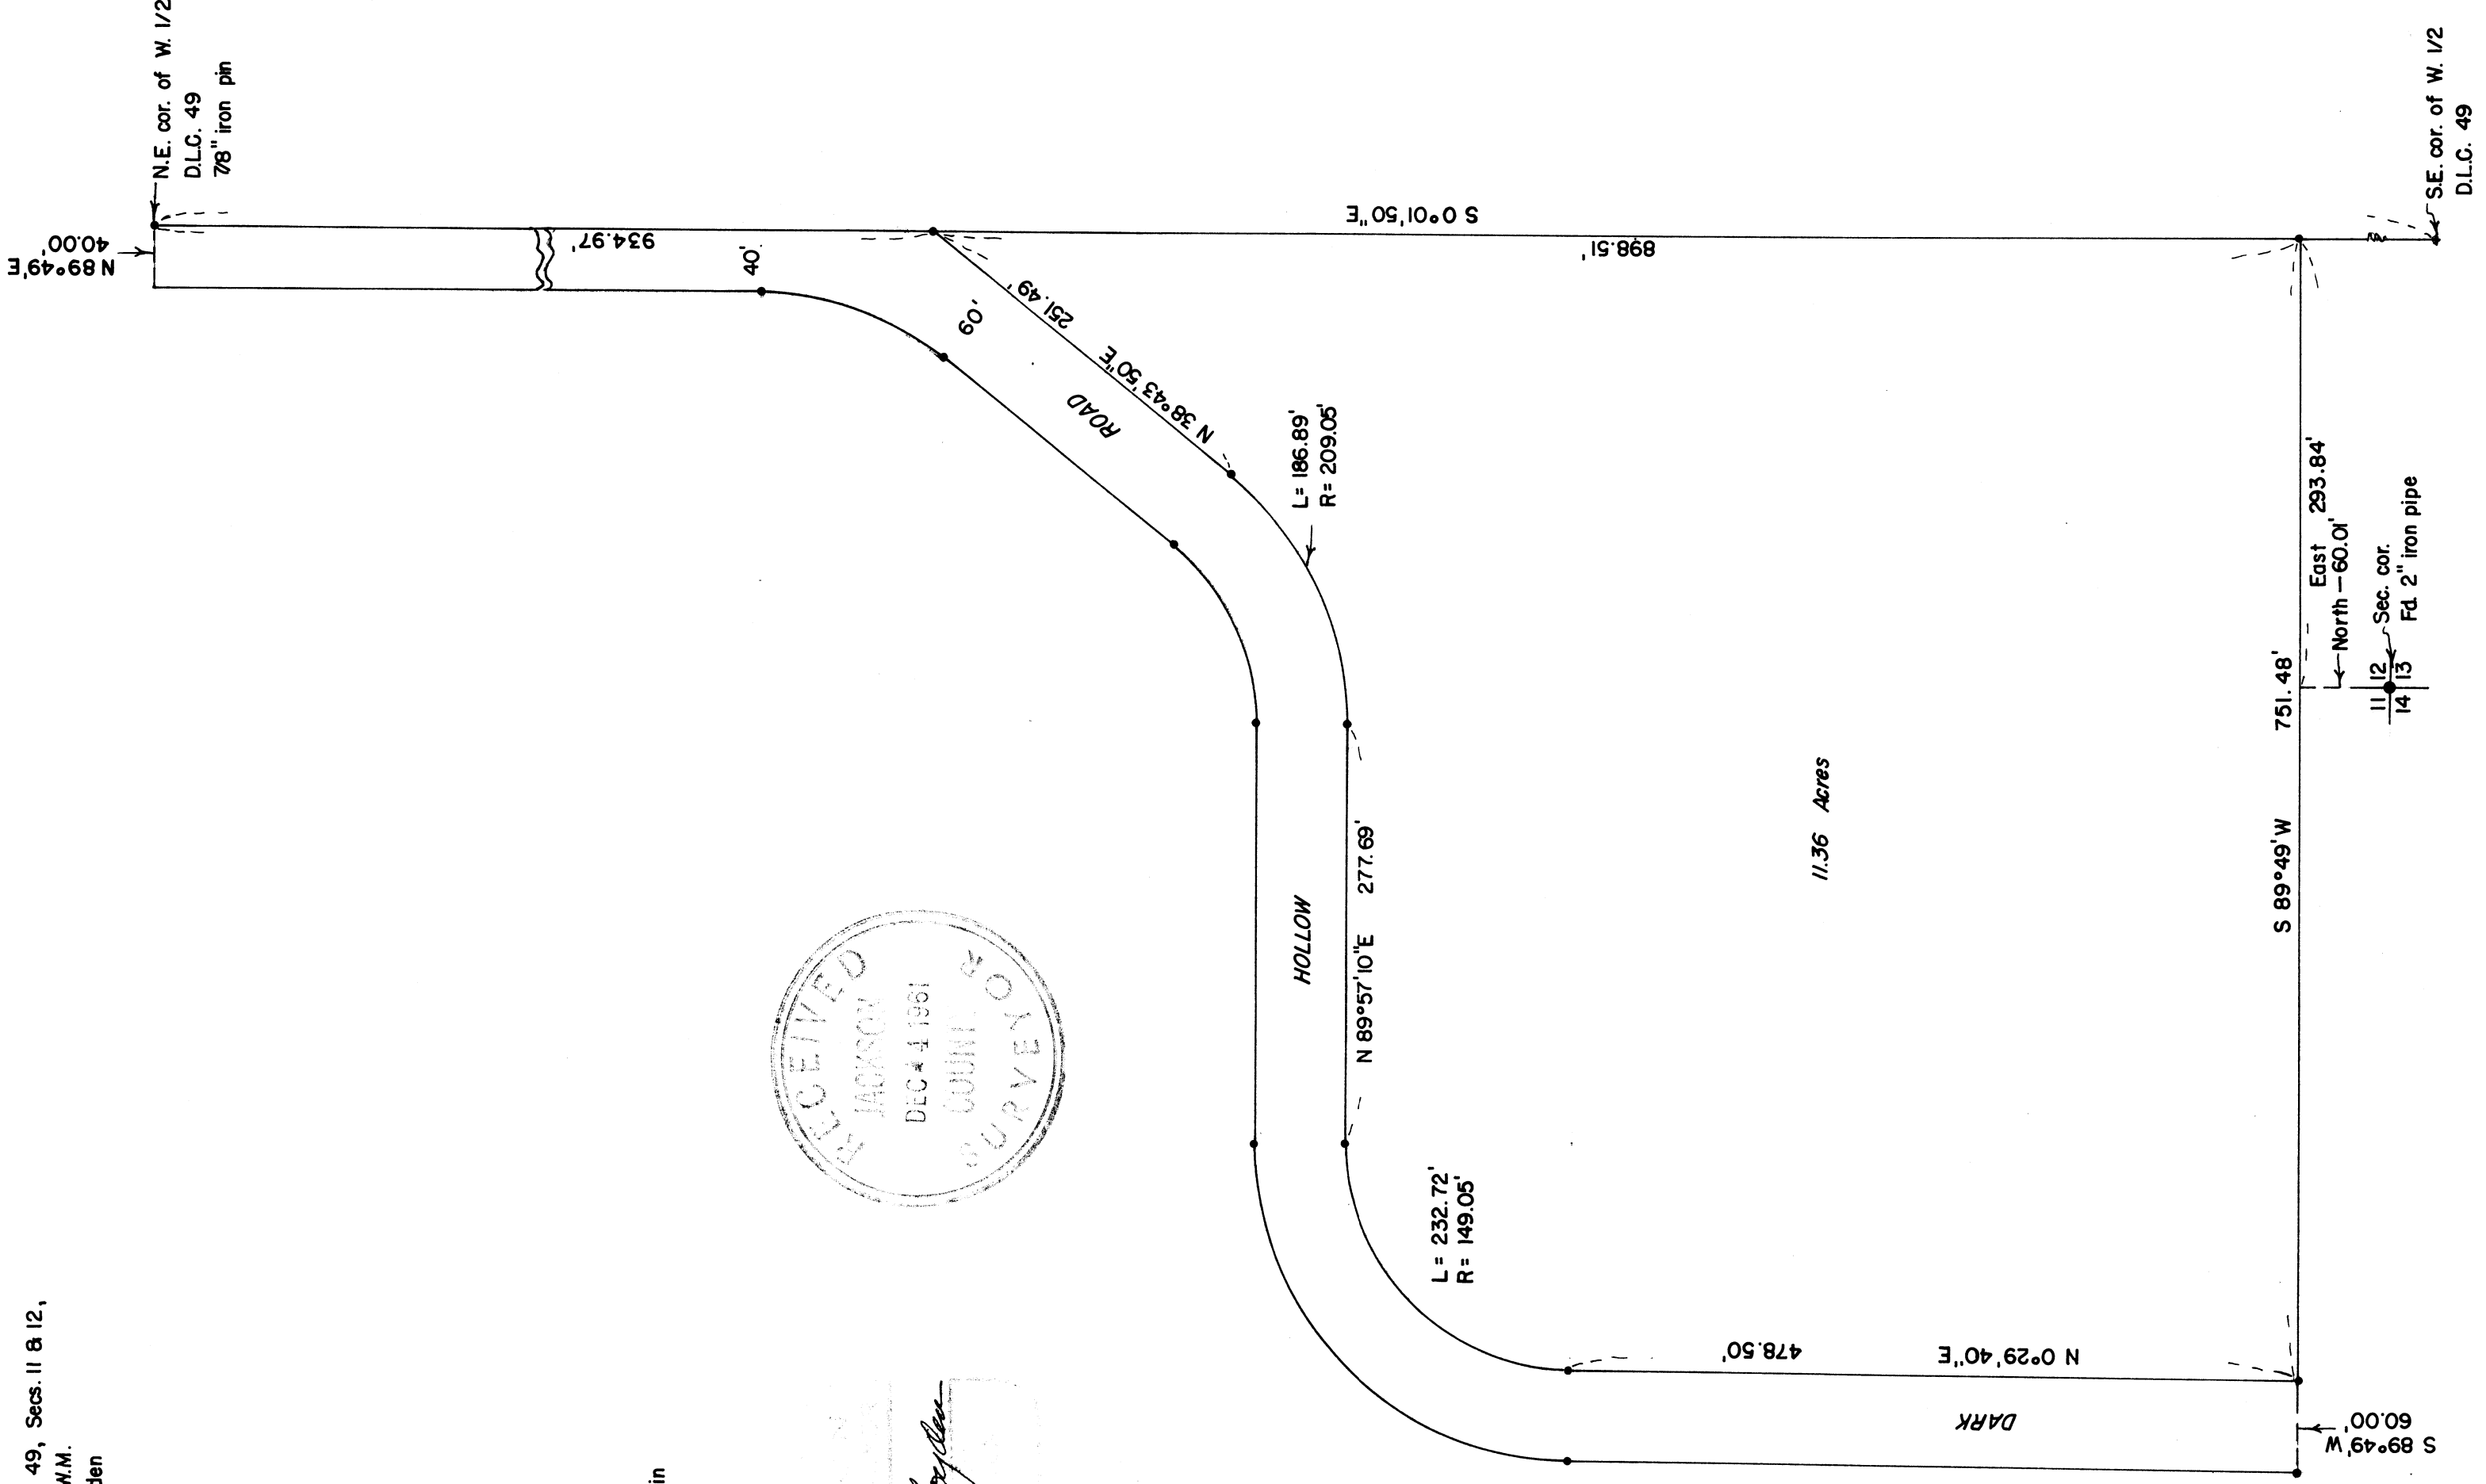 N 89°49' E
40.00'
N.E. cor. of W. 1/2
D.L.C. 49
7/8" iron pin
934.97'
40'
60'
S 0°01'50" E
898.51'
251.49'
N 38°43'50" E
ROAD
L = 186.89'
R = 209.05'
HOLLOW
N 89°57'10" E 277.69'
11.36 Acres
L = 232.72'
R = 149.05'
478.50'
N 0°29'40" E
DARK
S 89°49' W
60.00'
S 89°49' W 751.48'
East 293.84'
North - 60.01'
11 12
14 13
Sec. cor.
Fd. 2" iron pipe
S.E. cor. of W. 1/2
D.L.C. 49
RECEIVED
JACKSON
DEC 1961
COUNTY
SURVEYOR
49, Secs. 11 & 12,
W.M.
den
in